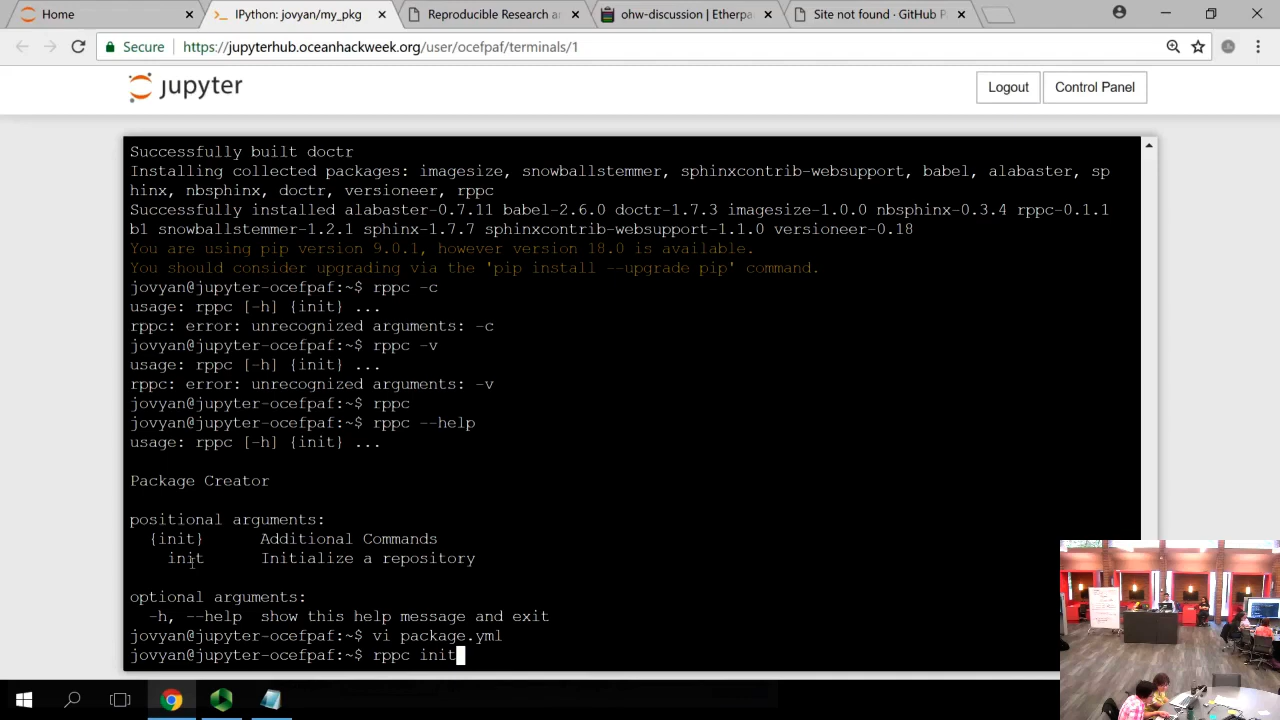 Home
IPython: jovyan/my_pkg
Reproducible Research a
ohw-discussion | Etherpa
Site not found · GitHub P
Secure
https://jupyterhub.oceanhackweek.org/user/ocefpaf/terminals/1
jupyter
Logout
Control Panel
Successfully built doctr
Installing collected packages: imagesize, snowballstemmer, sphinxcontrib-websupport, babel, alabaster, sp
hinx, nbsphinx, doctr, versioneer, rppc
Successfully installed alabaster-0.7.11 babel-2.6.0 doctr-1.7.3 imagesize-1.0.0 nbsphinx-0.3.4 rppc-0.1.1
b1 snowballstemmer-1.2.1 sphinx-1.7.7 sphinxcontrib-websupport-1.1.0 versioneer-0.18
You are using pip version 9.0.1, however version 18.0 is available.
You should consider upgrading via the 'pip install --upgrade pip' command.
jovyan@jupyter-ocefpaf:~$ rppc -c
usage: rppc [-h] {init} ...
rppc: error: unrecognized arguments: -c
jovyan@jupyter-ocefpaf:~$ rppc -v
usage: rppc [-h] {init} ...
rppc: error: unrecognized arguments: -v
jovyan@jupyter-ocefpaf:~$ rppc
jovyan@jupyter-ocefpaf:~$ rppc --help
usage: rppc [-h] {init} ...
Package Creator
positional arguments:
{init} Additional Commands
init Initialize a repository
optional arguments:
-h, --help show this help message and exit
jovyan@jupyter-ocefpaf:~$ vi package.yml
jovyan@jupyter-ocefpaf:~$ rppc init